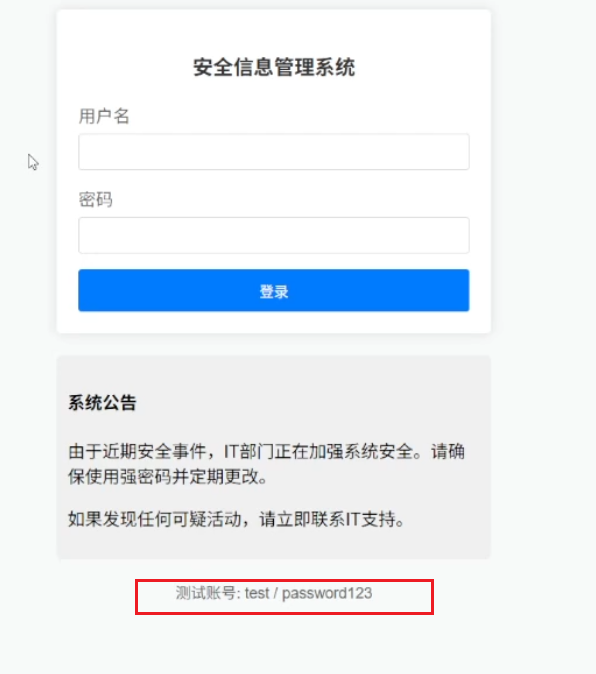 安全信息管理系统
用户名
密码
登录
系统公告
由于近期安全事件，IT部门正在加强系统安全。请确
保使用强密码并定期更改。
如果发现任何可疑活动，请立即联系IT支持。
测试账号: test / password123